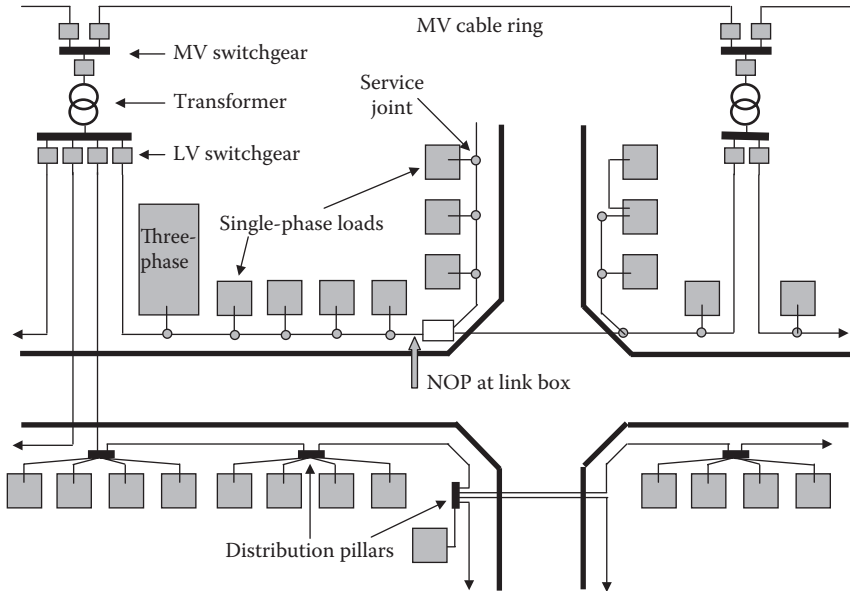 MV cable ring
MV switchgear
Service
joint
Transformer
LV switchgear
Three-
phase
Single-phase loads
NOP at link box
Distribution pillars